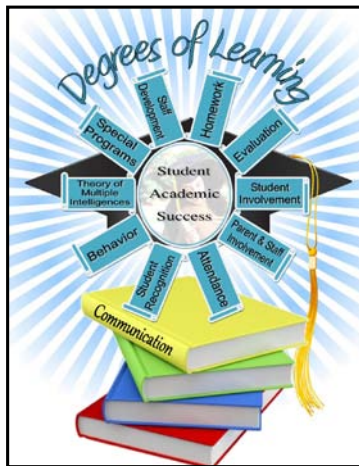 Degrees of Learning
Staff
Development
Homework
Special
Programs
Evaluation
Theory of
Multiple
Intelligences
Student
Academic
Success
Student
Involvement
Behavior
Parent & Staff
Involvement
Student
Recognition
Attendance
Communication